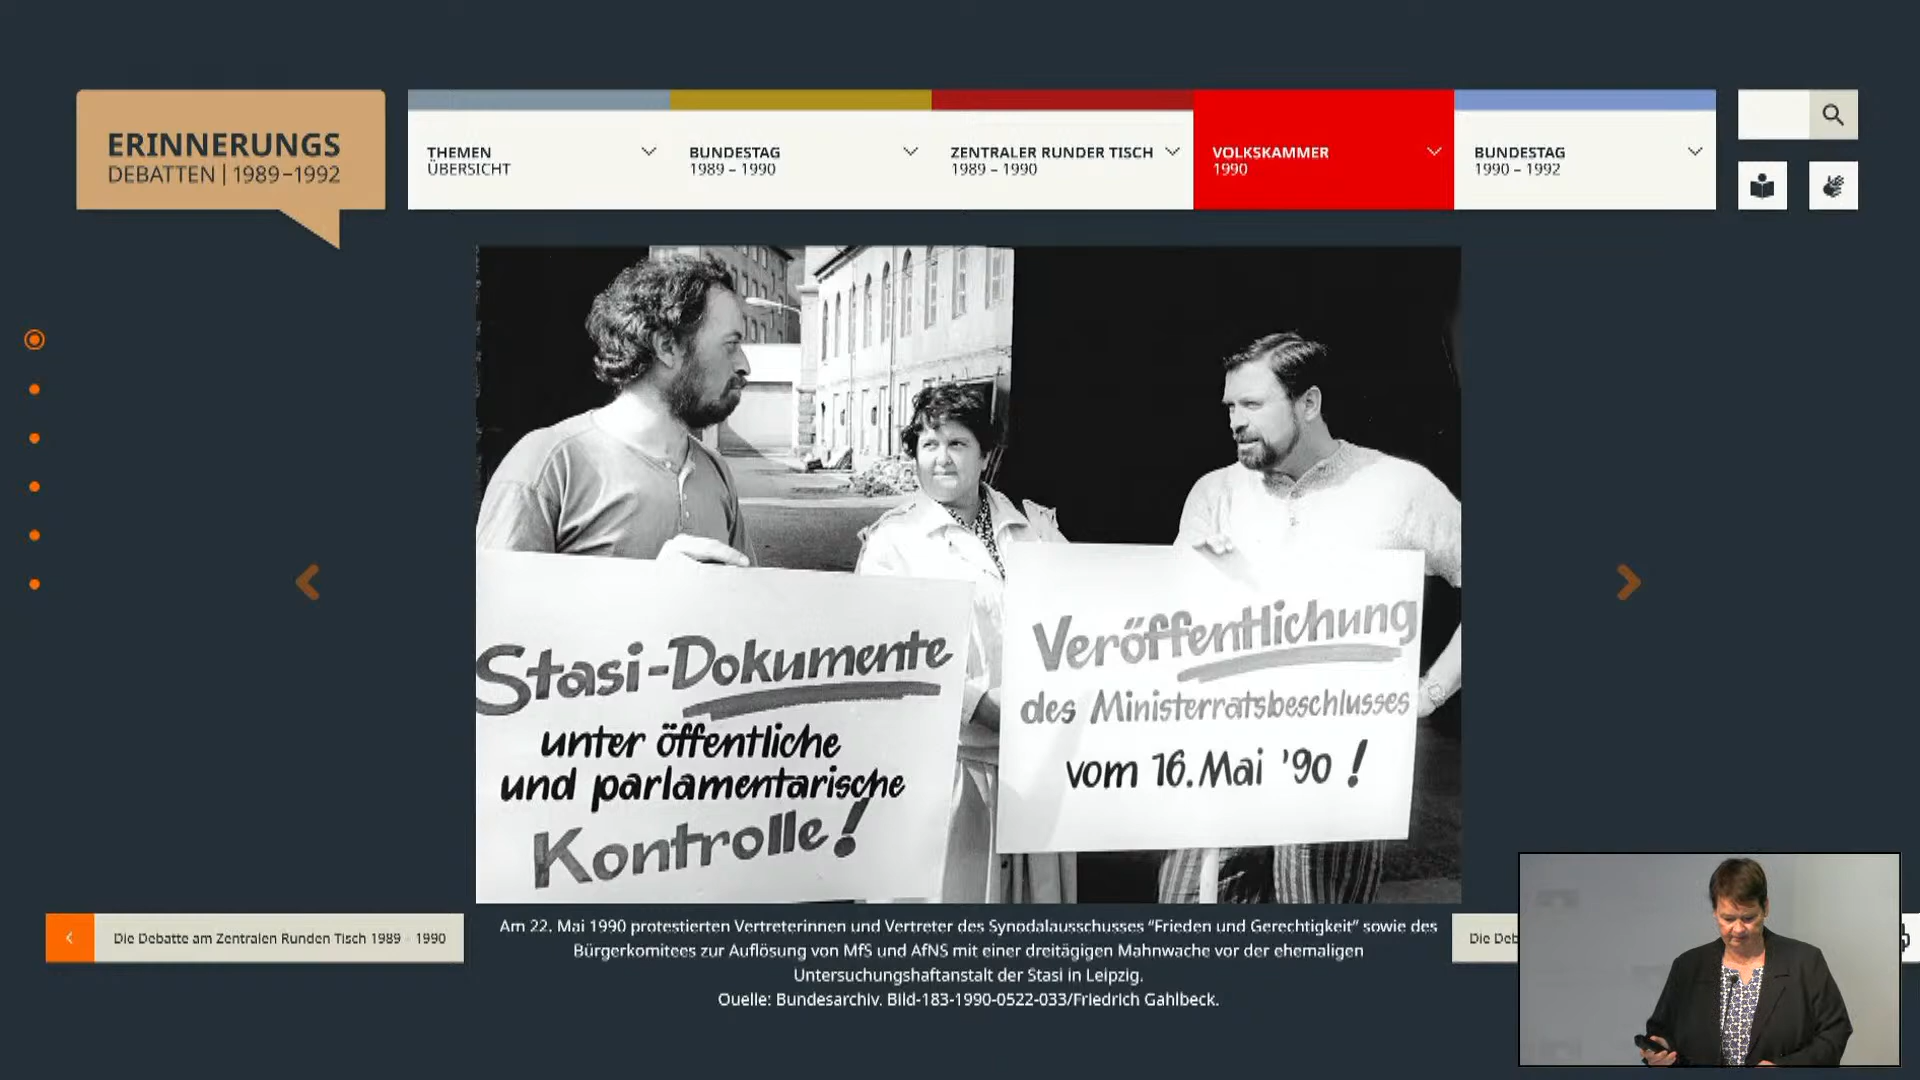 ERINNERUNGS
DEBATTEN | 1989–1992
THEMEN
ÜBERSICHT
BUNDESTAG
1989 – 1990
ZENTRALER RUNDER TISCH
1989 – 1990
VOLKSKAMMER
1990
BUNDESTAG
1990 – 1992
Stasi-Dokumente
unter öffentliche
und parlamentarische
Kontrolle!
Veröffentlichung
des Ministerratsbeschlusses
vom 16. Mai '90!
Die Debatte am Zentralen Runden Tisch 1989 – 1990
Am 22. Mai 1990 protestierten Vertreterinnen und Vertreter des Synodalausschusses “Frieden und Gerechtigkeit” sowie des
Bürgerkomitees zur Auflösung von MfS und AfNS mit einer dreitägigen Mahnwache vor der ehemaligen
Untersuchungshaftanstalt der Stasi in Leipzig.
Quelle: Bundesarchiv. Bild-183-1990-0522-033/Friedrich Gahlbeck.
Die Deb